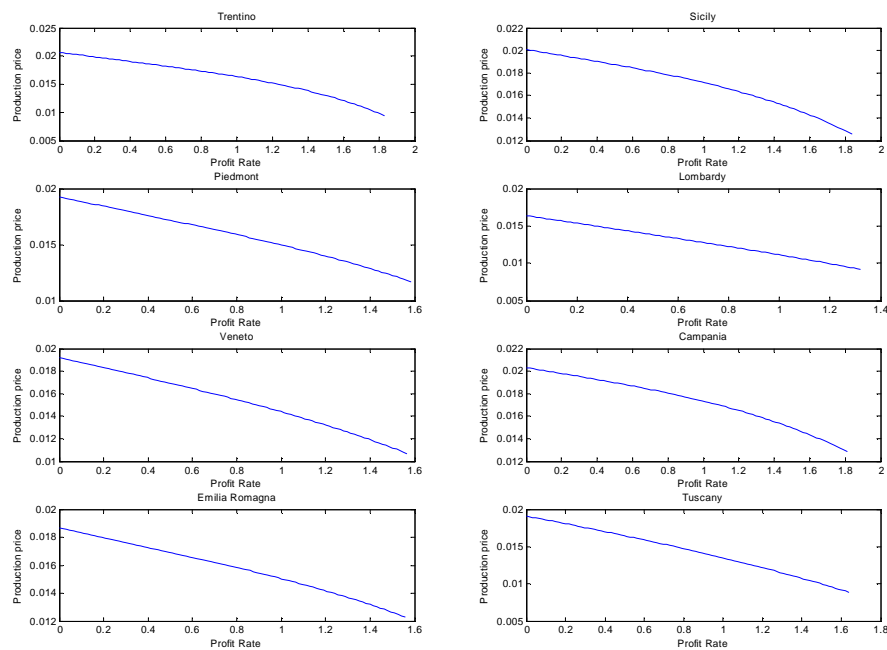 Trentino
0.025
0.02
0.015
0.01
0.005
Production price
0 0.2 0.4 0.6 0.8 1 1.2 1.4 1.6 1.8 2
Profit Rate
Sicily
0.022
0.02
0.018
0.016
0.014
0.012
Production price
0 0.2 0.4 0.6 0.8 1 1.2 1.4 1.6 1.8 2
Profit Rate
Piedmont
0.02
0.015
0.01
Production price
0 0.2 0.4 0.6 0.8 1 1.2 1.4 1.6
Profit Rate
Lombardy
0.02
0.015
0.01
0.005
Production price
0 0.2 0.4 0.6 0.8 1 1.2 1.4
Profit Rate
Veneto
0.02
0.018
0.016
0.014
0.012
0.01
Production price
0 0.2 0.4 0.6 0.8 1 1.2 1.4 1.6
Profit Rate
Campania
0.022
0.02
0.018
0.016
0.014
0.012
Production price
0 0.2 0.4 0.6 0.8 1 1.2 1.4 1.6 1.8 2
Profit Rate
Emilia Romagna
0.02
0.018
0.016
0.014
0.012
Production price
0 0.2 0.4 0.6 0.8 1 1.2 1.4 1.6
Profit Rate
Tuscany
0.02
0.015
0.01
0.005
Production price
0 0.2 0.4 0.6 0.8 1 1.2 1.4 1.6 1.8
Profit Rate